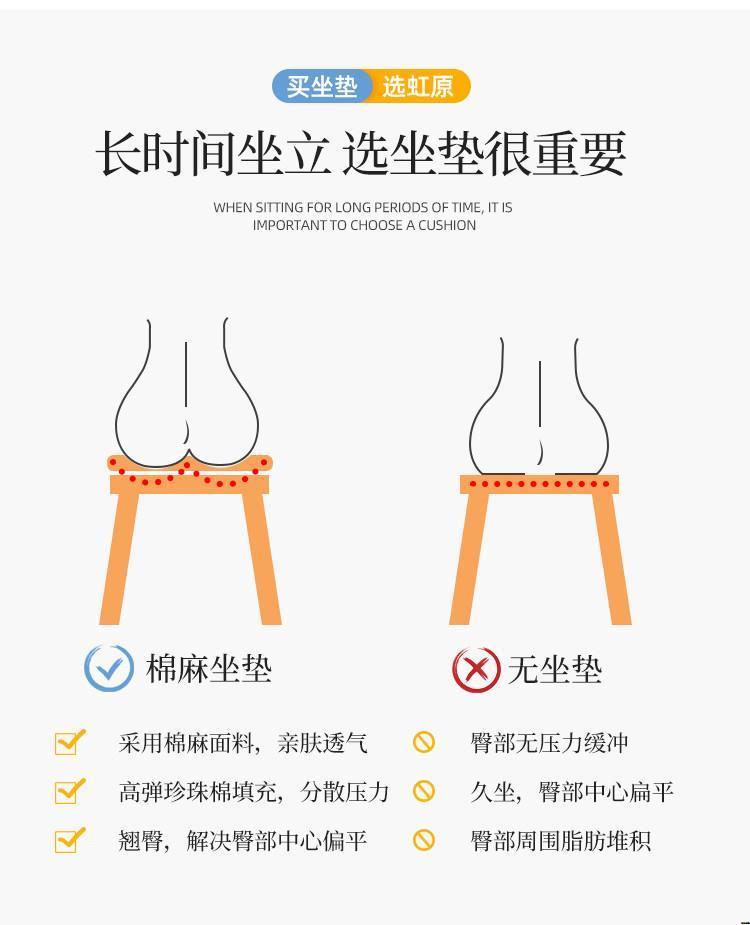 买坐垫 选虹原
长时间坐立 选坐垫很重要
WHEN SITTING FOR LONG PERIODS OF TIME, IT IS
IMPORTANT TO CHOOSE A CUSHION
棉麻坐垫
无坐垫
采用棉麻面料，亲肤透气
臀部无压力缓冲
高弹珍珠棉填充，分散压力
久坐，臀部中心扁平
翘臀，解决臀部中心偏平
臀部周围脂肪堆积